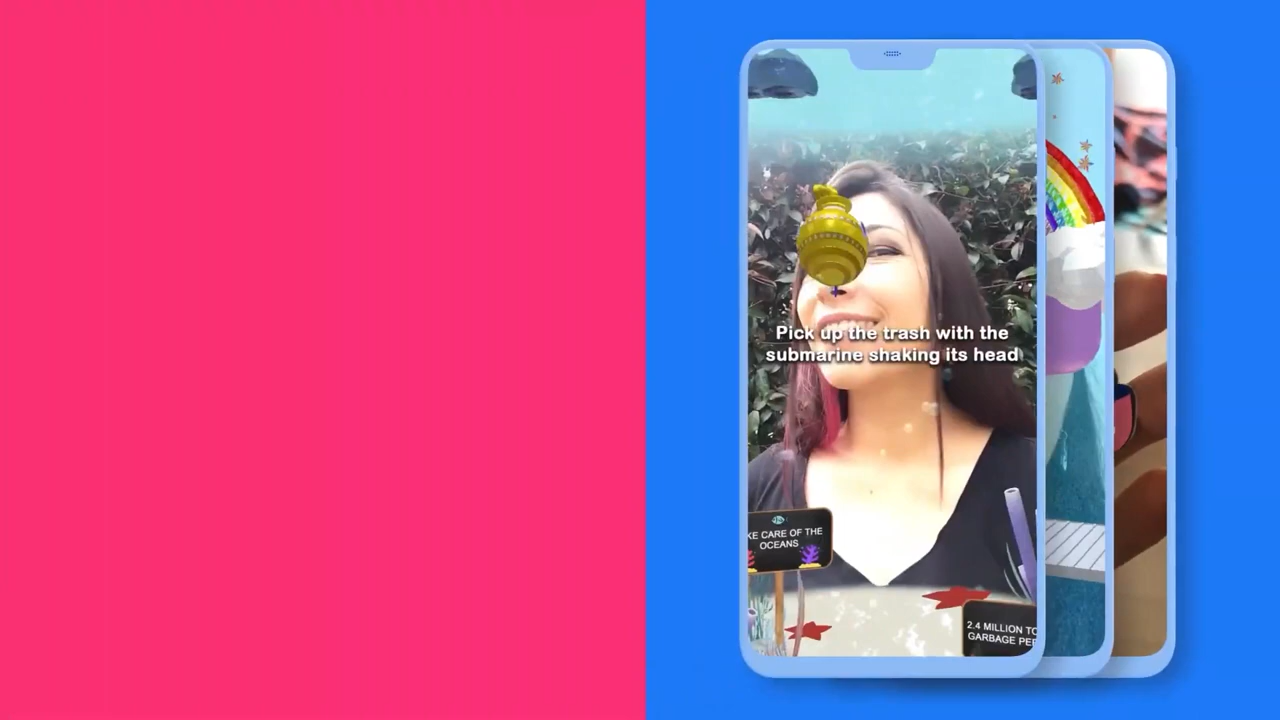 Pick up the trash with the
submarine shaking its head
KE CARE OF THE
OCEANS
2.4 MILLION TO
GARBAGE PE